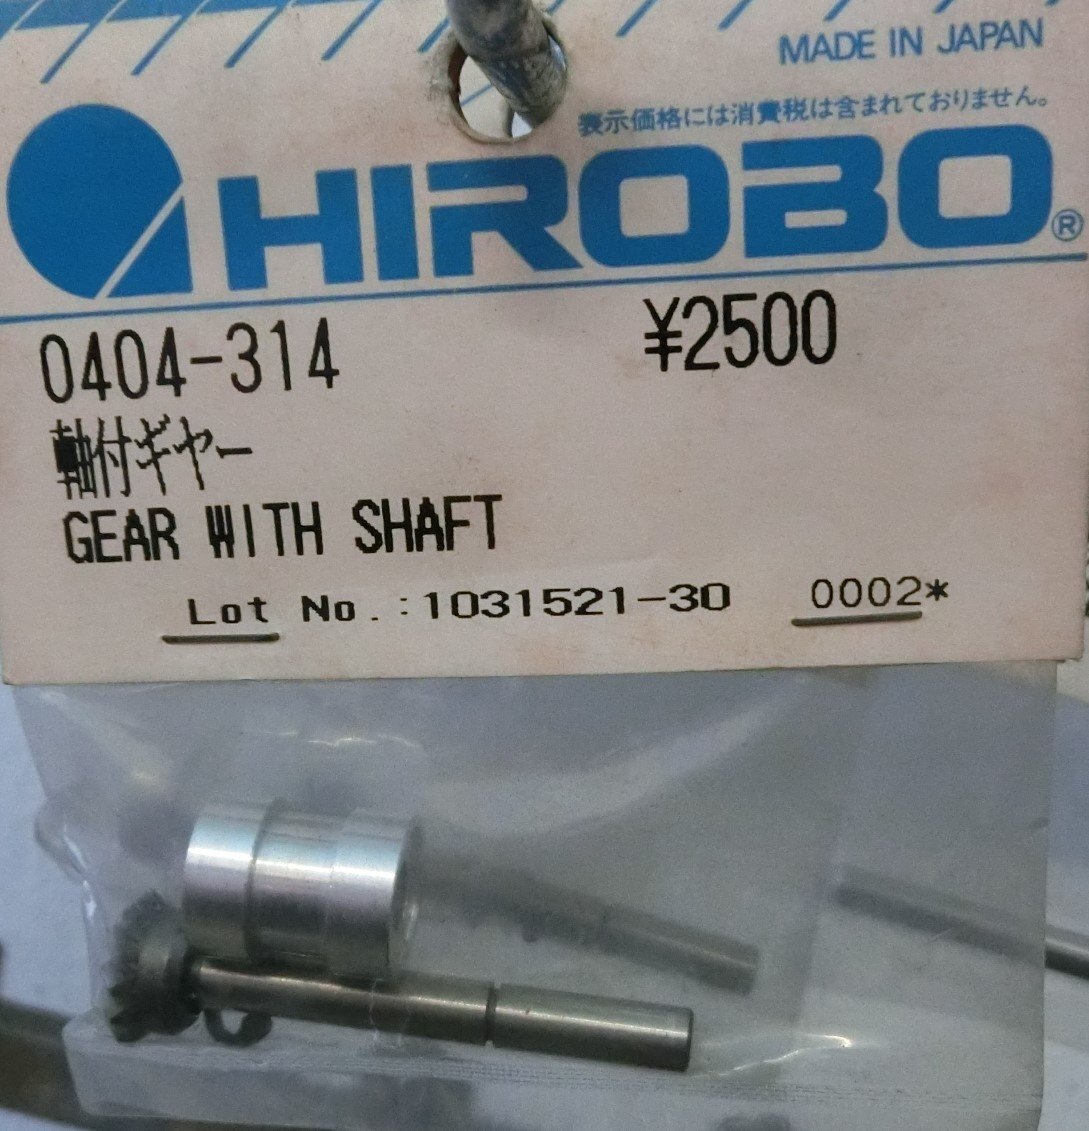 MADE IN JAPAN
表示価格には消費税は含まれておりません。
HIROBO®
0404-314 ¥2500
軸付ギヤー
GEAR WITH SHAFT
Lot No.:1031521-30 0002*